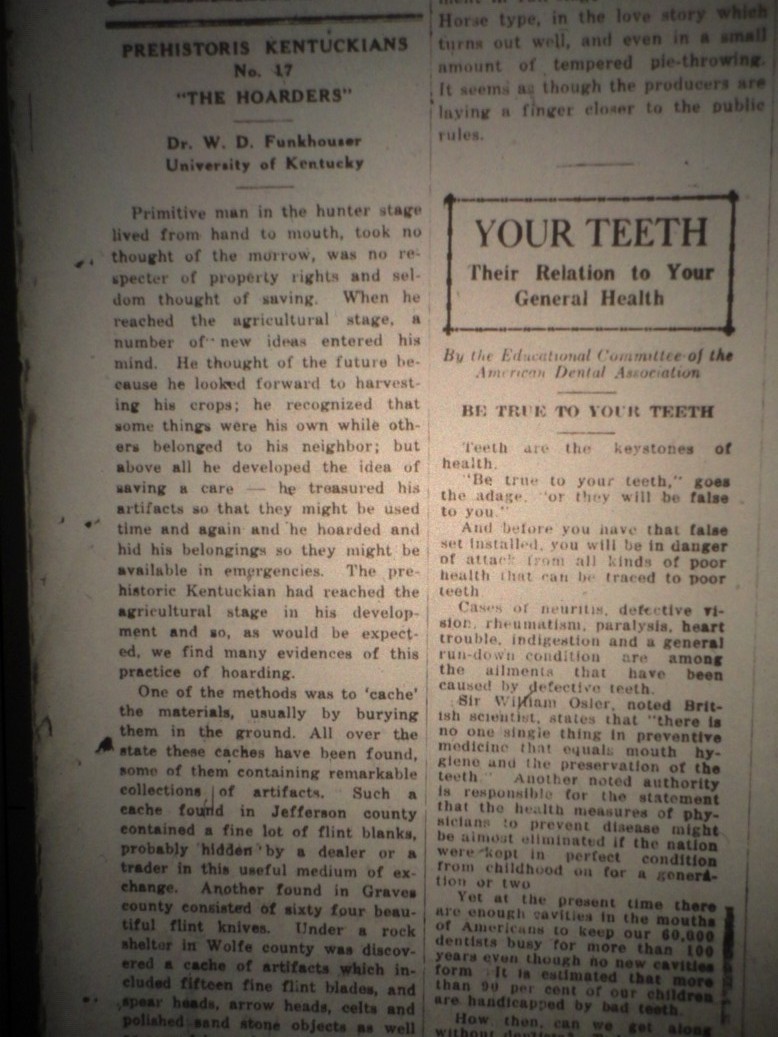 PREHISTORIS KENTUCKIANS
No. 17
"THE HOARDERS"
Dr. W. D. Funkhouser
University of Kentucky
Primitive man in the hunter stage
lived from hand to mouth, took no
thought of the morrow, was no re-
specter of property rights and sel-
dom thought of saving. When he
reached the agricultural stage, a
number of new ideas entered his
mind. He thought of the future be-
cause he looked forward to harvest-
ing his crops; he recognized that
some things were his own while oth-
ers belonged to his neighbor; but
above all he developed the idea of
saving a care — he treasured his
artifacts so that they might be used
time and again and he hoarded and
hid his belongings so they might be
available in emergencies. The pre-
historic Kentuckian had reached the
agricultural stage in his develop-
ment and so, as would be expect-
ed, we find many evidences of this
practice of hoarding.
One of the methods was to 'cache'
the materials, usually by burying
them in the ground. All over the
state these caches have been found,
some of them containing remarkable
collections of artifacts. Such a
cache found in Jefferson county
contained a fine lot of flint blanks,
probably hidden by a dealer or a
trader in this useful medium of ex-
change. Another found in Graves
county consisted of sixty four beau-
tiful flint knives. Under a rock
shelter in Wolfe county was discov-
ered a cache of artifacts which in-
cluded fifteen fine flint blades, and
spear heads, arrow heads, celts and
polished sand stone objects as well
Horse type, in the love story which
turns out well, and even in a small
amount of tempered pie-throwing.
It seems as though the producers are
laying a finger closer to the public
rules.
YOUR TEETH
Their Relation to Your
General Health
By the Educational Committee of the
American Dental Association
BE TRUE TO YOUR TEETH
Teeth are the keystones of
health.
"Be true to your teeth," goes
the adage, "or they will be false
to you."
And before you have that false
set installed, you will be in danger
of attack from all kinds of poor
health that can be traced to poor
teeth
Cases of neuritis, defective vi-
sion, rheumatism, paralysis, heart
trouble, indigestion and a general
run-down condition are among
the ailments that have been
caused by defective teeth.
Sir William Osler, noted Brit-
ish scientist, states that "there is
no one single thing in preventive
medicine that equals mouth hy-
giene and the preservation of the
teeth" Another noted authority
is responsible for the statement
that the health measures of phy-
sicians to prevent disease might
be almost eliminated if the nation
were kept in perfect condition
from childhood on for a genera-
tion or two
Yet at the present time there
are enough cavities in the mouths
of Americans to keep our 60,000
dentists busy for more than 100
years even though no new cavities
form It is estimated that more
than 90 per cent of our children
are handicapped by bad teeth.
How then, can we get along
without dentists?